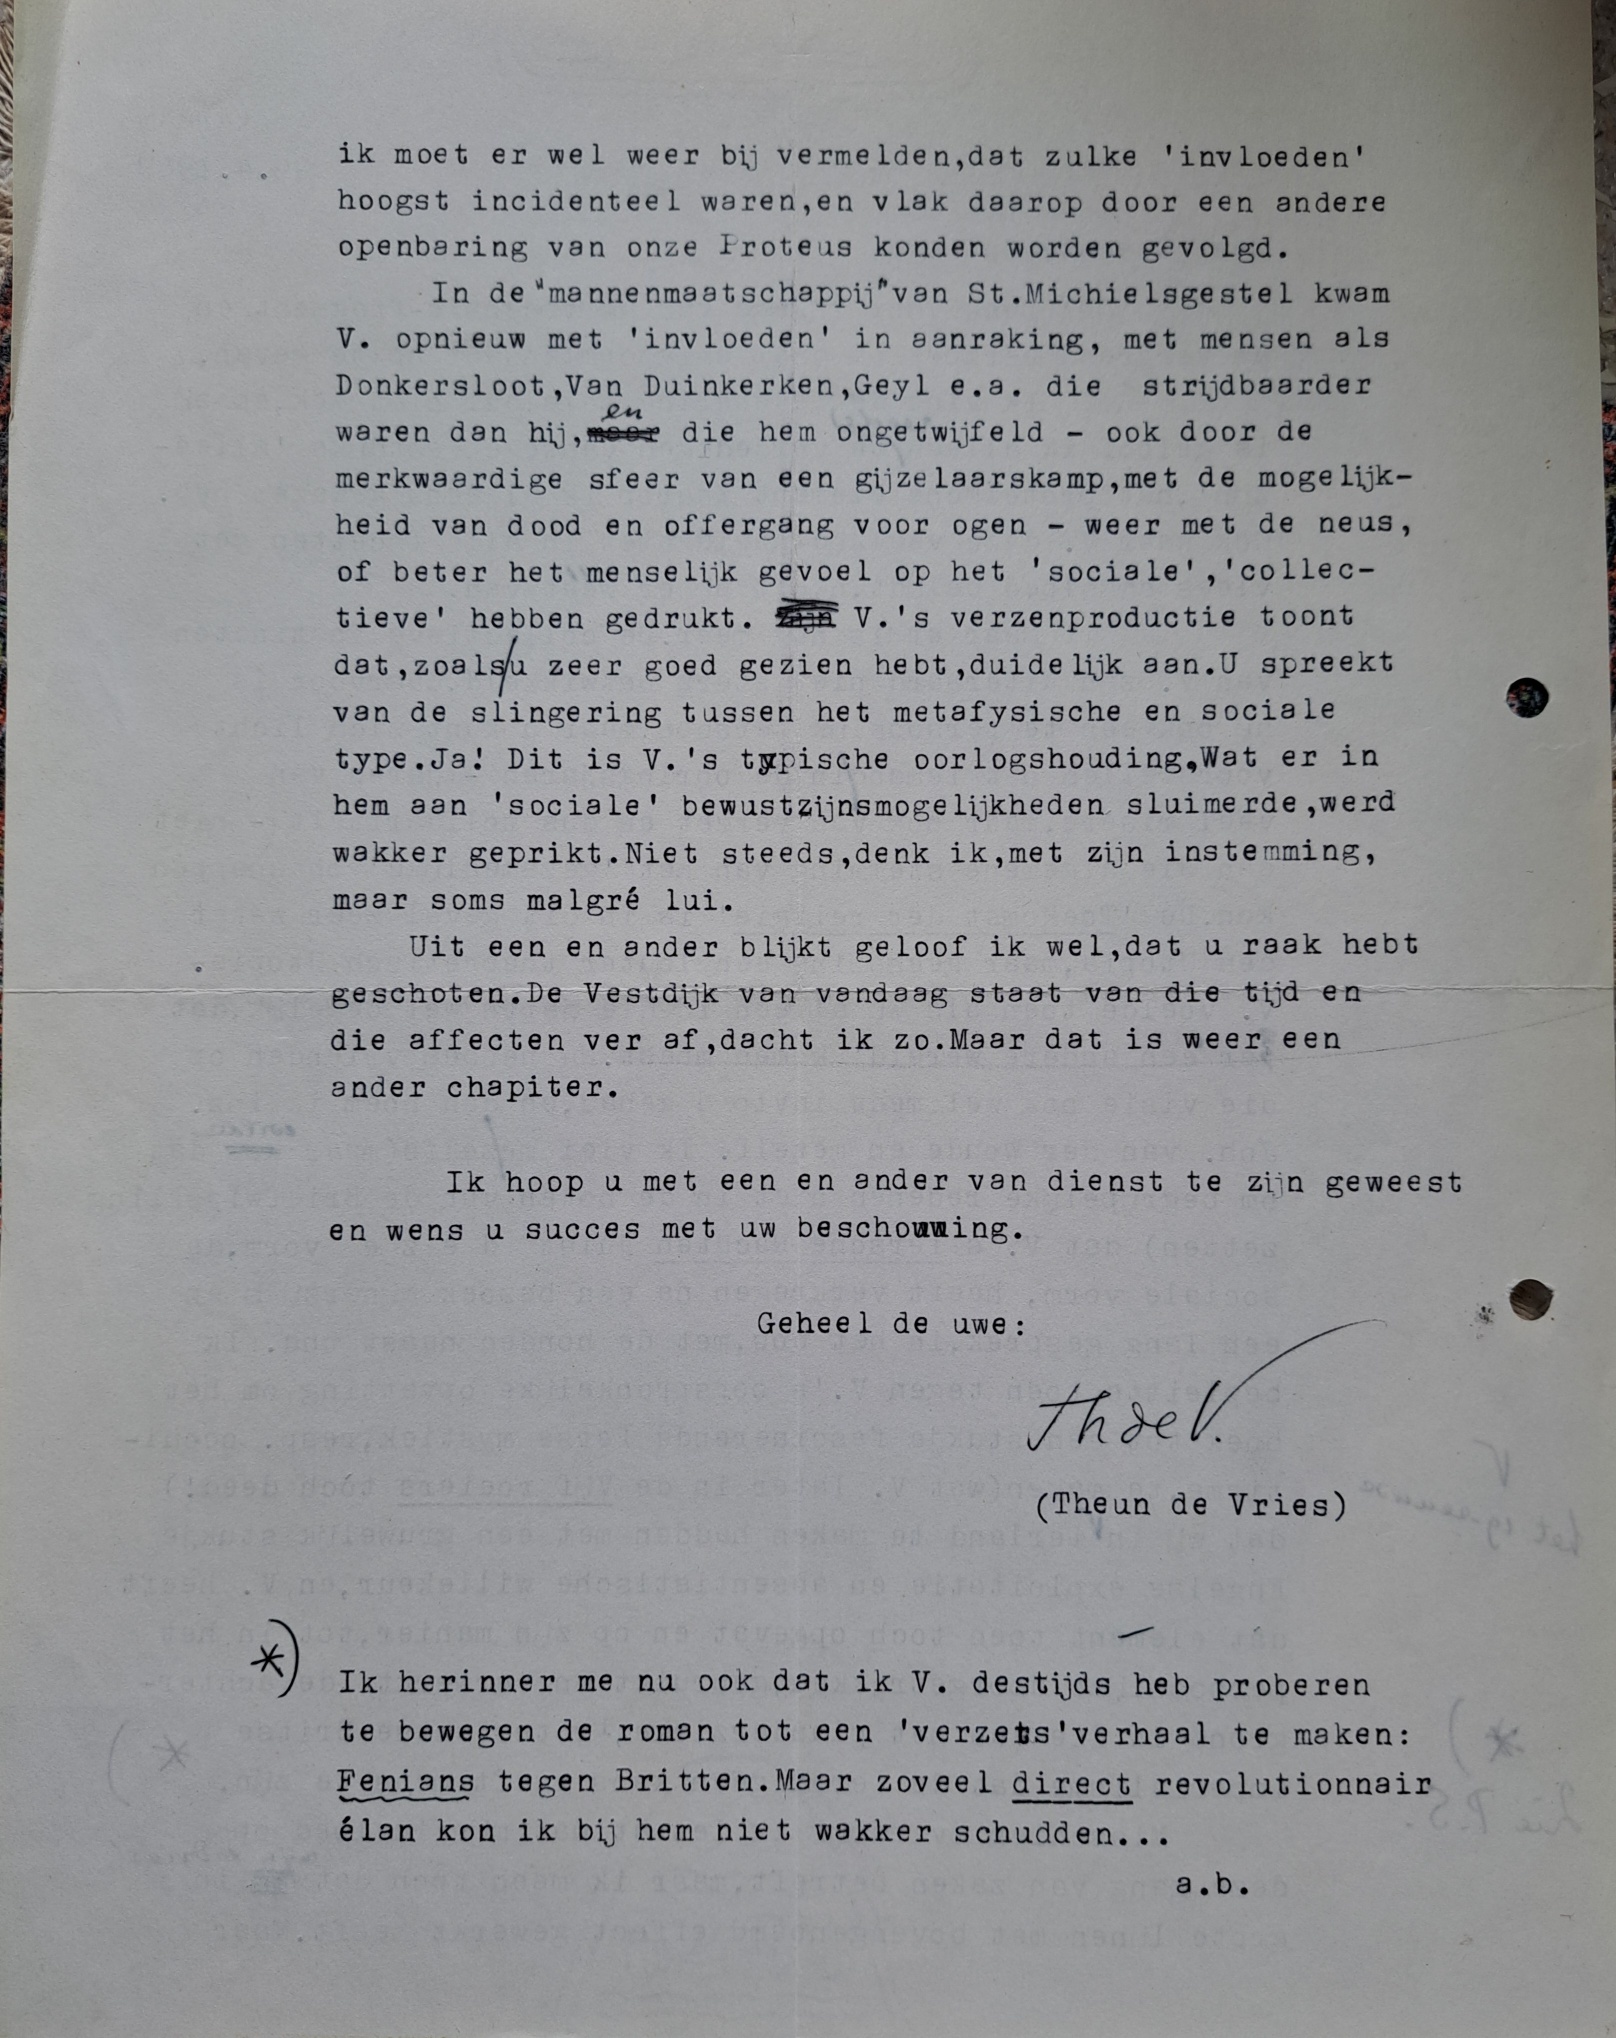 ik moet er wel weer bij vermelden,dat zulke 'invloeden'
hoogst incidenteel waren,en vlak daarop door een andere
openbaring van onze Proteus konden worden gevolgd.
In de "mannenmaatschappij" van St.Michielsgestel kwam
V. opnieuw met 'invloeden' in aanraking, met mensen als
Donkersloot,Van Duinkerken,Geyl e.a. die strijdbaarder
waren dan hij, en die hem ongetwijfeld - ook door de
merkwaardige sfeer van een gijzelaarskamp,met de mogelijk-
heid van dood en offergang voor ogen - weer met de neus,
of beter het menselijk gevoel op het 'sociale','collec-
tieve' hebben gedrukt. V.'s verzenproductie toont
dat,zoals/u zeer goed gezien hebt,duidelijk aan.U spreekt
van de slingering tussen het metafysische en sociale
type.Ja! Dit is V.'s typische oorlogshouding,Wat er in
hem aan 'sociale' bewustzijnsmogelijkheden sluimerde,werd
wakker geprikt.Niet steeds,denk ik,met zijn instemming,
maar soms malgré lui.
Uit een en ander blijkt geloof ik wel,dat u raak hebt
geschoten.De Vestdijk van vandaag staat van die tijd en
die affecten ver af,dacht ik zo.Maar dat is weer een
ander chapiter.
Ik hoop u met een en ander van dienst te zijn geweest
en wens u succes met uw beschouwing.
Geheel de uwe:
Th de V.
(Theun de Vries)
*) Ik herinner me nu ook dat ik V. destijds heb proberen
te bewegen de roman tot een 'verzets'verhaal te maken:
Fenians tegen Britten.Maar zoveel direct revolutionnair
élan kon ik bij hem niet wakker schudden...
a.b.